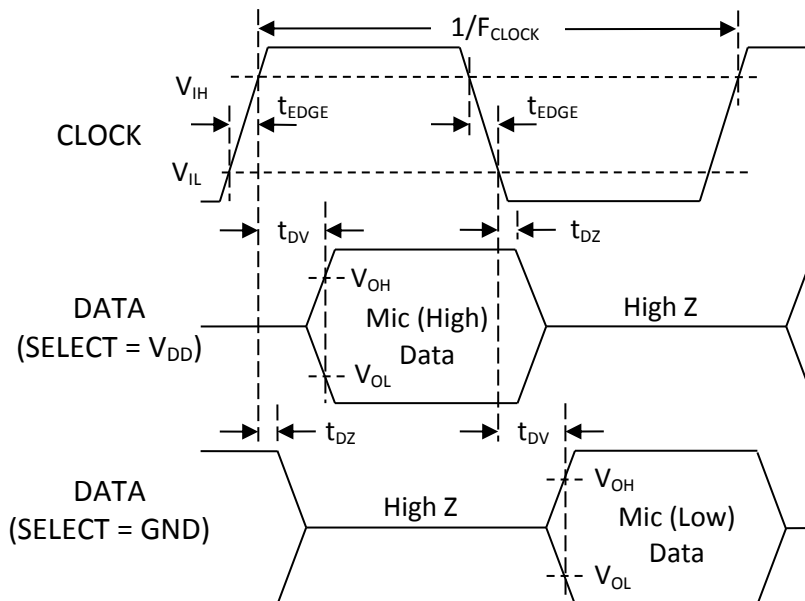 1/F_CLOCK
V_IH
t_EDGE
t_EDGE
CLOCK
V_IL
t_DV
t_DZ
V_OH
DATA
(SELECT = V_DD)
Mic (High)
Data
High Z
V_OL
t_DZ
t_DV
DATA
(SELECT = GND)
High Z
V_OH
Mic (Low)
Data
V_OL